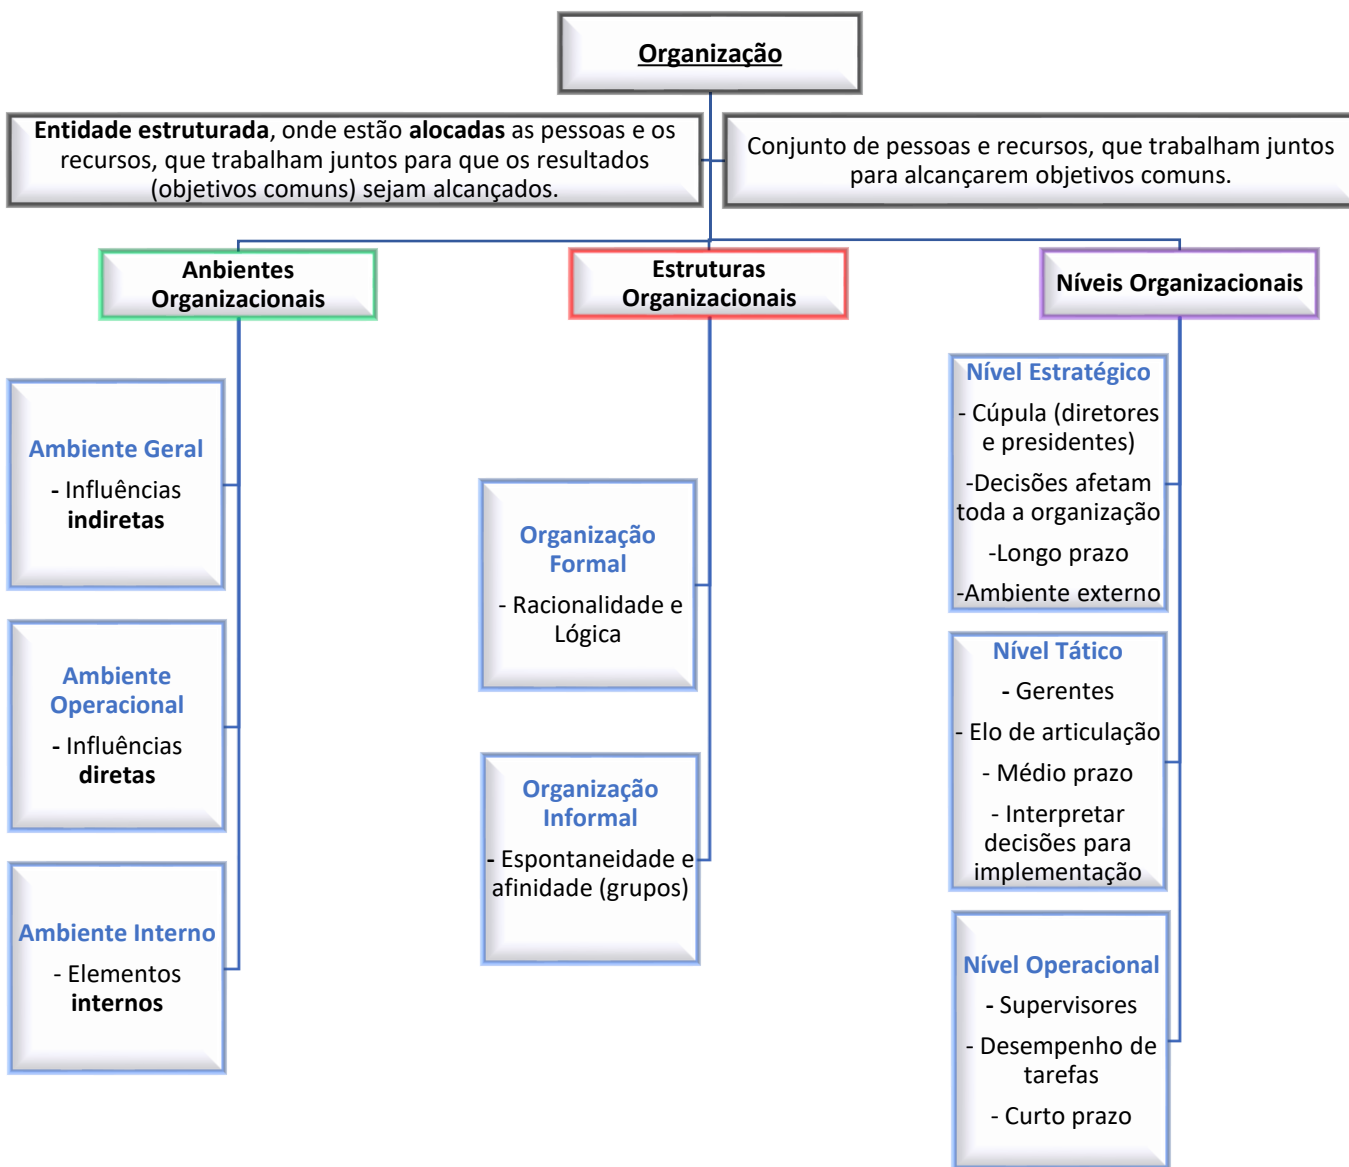 Organização
Entidade estruturada, onde estão alocadas as pessoas e os
recursos, que trabalham juntos para que os resultados
(objetivos comuns) sejam alcançados.
Conjunto de pessoas e recursos, que trabalham juntos
para alcançarem objetivos comuns.
Anbientes
Organizacionais
Ambiente Geral
- Influências
indiretas
Ambiente
Operacional
- Influências
diretas
Ambiente Interno
- Elementos
internos
Estruturas
Organizacionais
Organização
Formal
- Racionalidade e
Lógica
Organização
Informal
- Espontaneidade e
afinidade (grupos)
Níveis Organizacionais
Nível Estratégico
- Cúpula (diretores
e presidentes)
-Decisões afetam
toda a organização
-Longo prazo
-Ambiente externo
Nível Tático
- Gerentes
- Elo de articulação
- Médio prazo
- Interpretar
decisões para
implementação
Nível Operacional
- Supervisores
- Desempenho de
tarefas
- Curto prazo